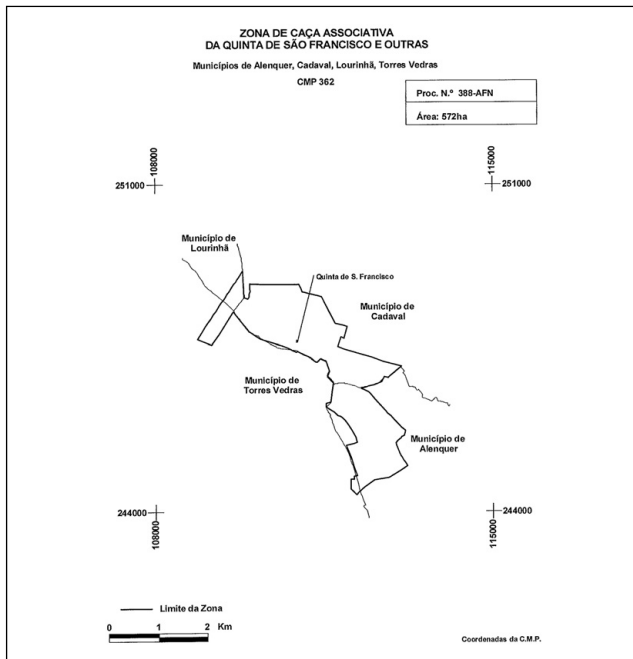 ZONA DE CAÇA ASSOCIATIVA
DA QUINTA DE SÃO FRANCISCO E OUTRAS
Municípios de Alenquer, Cadaval, Lourinhã, Torres Vedras
CMP 362
Proc. N.º 388-AFN
Área: 572ha
108000
115000
251000
251000
Município de
Lourinhã
Quinta de S. Francisco
Município de
Cadaval
Município de
Torres Vedras
Município de
Alenquer
244000
244000
108000
115000
Limite da Zona
0 1 2 Km
Coordenadas da C.M.P.